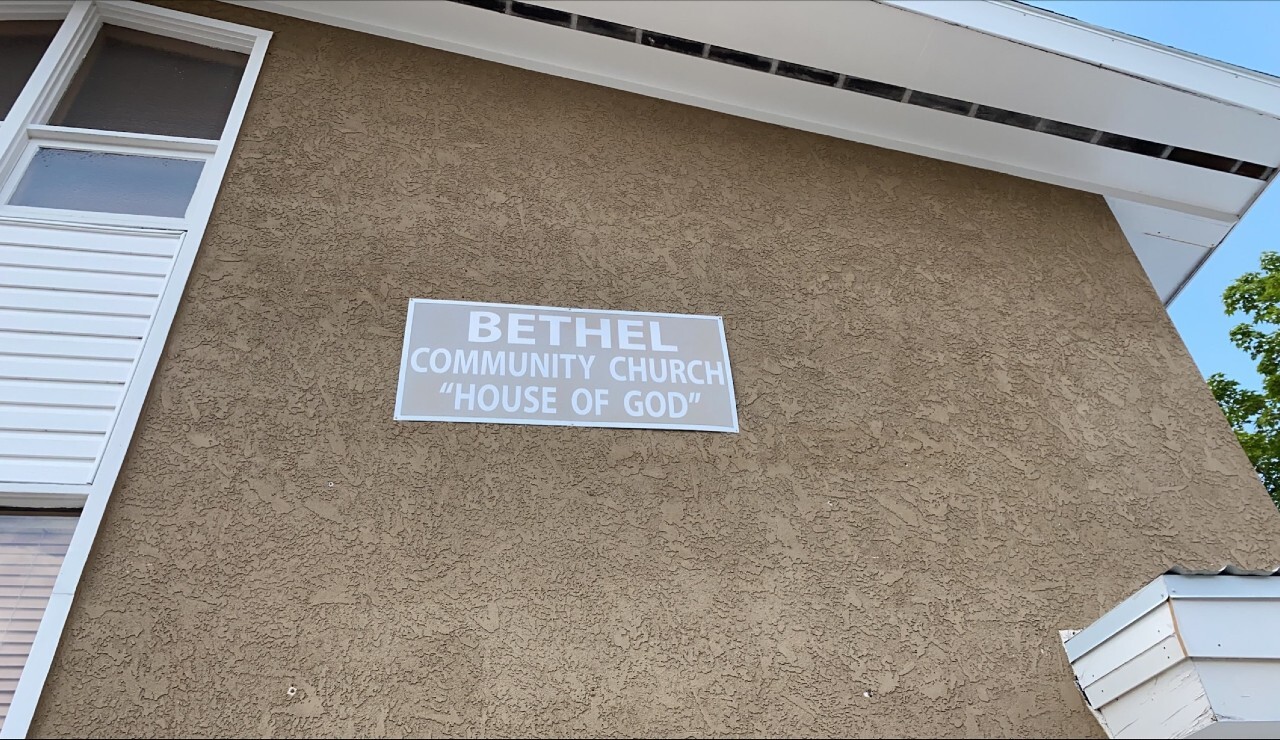 BETHEL
COMMUNITY CHURCH
“HOUSE OF GOD”